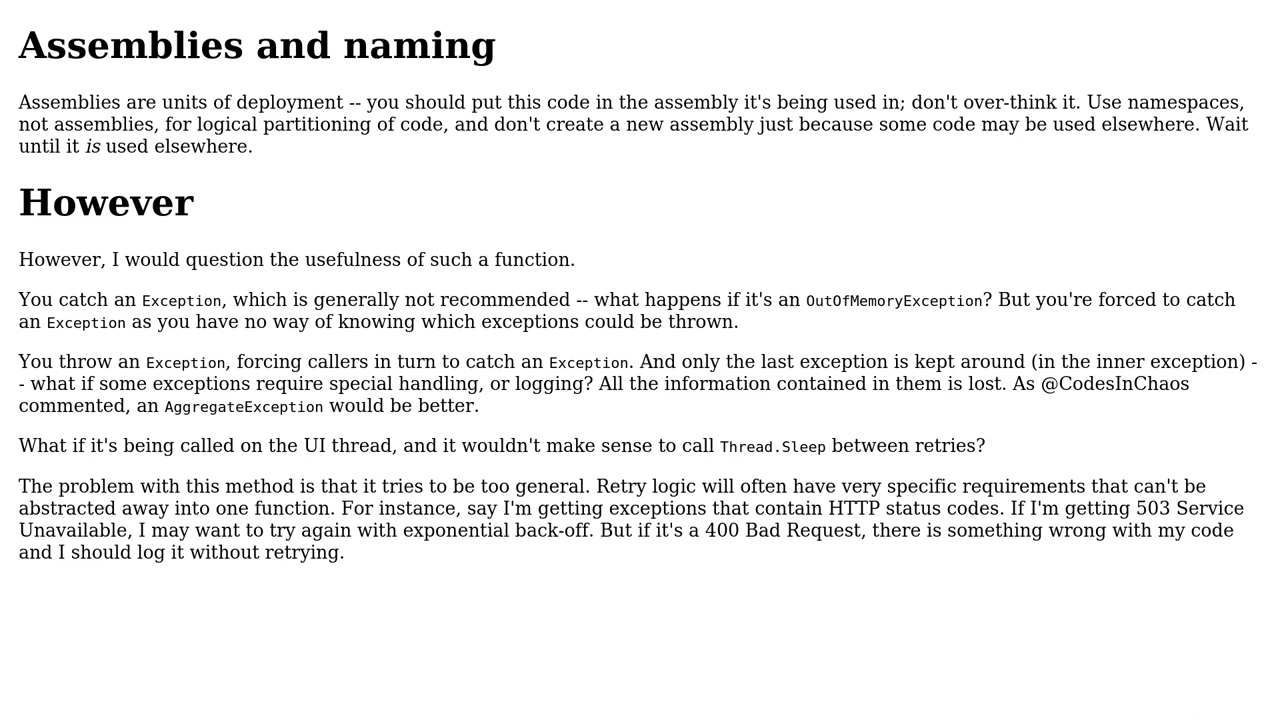 Assemblies and naming
Assemblies are units of deployment -- you should put this code in the assembly it's being used in; don't over-think it. Use namespaces,
not assemblies, for logical partitioning of code, and don't create a new assembly just because some code may be used elsewhere. Wait
until it is used elsewhere.
However
However, I would question the usefulness of such a function.
You catch an Exception, which is generally not recommended -- what happens if it's an OutOfMemoryException? But you're forced to catch
an Exception as you have no way of knowing which exceptions could be thrown.
You throw an Exception, forcing callers in turn to catch an Exception. And only the last exception is kept around (in the inner exception) -
- what if some exceptions require special handling, or logging? All the information contained in them is lost. As @CodesInChaos
commented, an AggregateException would be better.
What if it's being called on the UI thread, and it wouldn't make sense to call Thread.Sleep between retries?
The problem with this method is that it tries to be too general. Retry logic will often have very specific requirements that can't be
abstracted away into one function. For instance, say I'm getting exceptions that contain HTTP status codes. If I'm getting 503 Service
Unavailable, I may want to try again with exponential back-off. But if it's a 400 Bad Request, there is something wrong with my code
and I should log it without retrying.